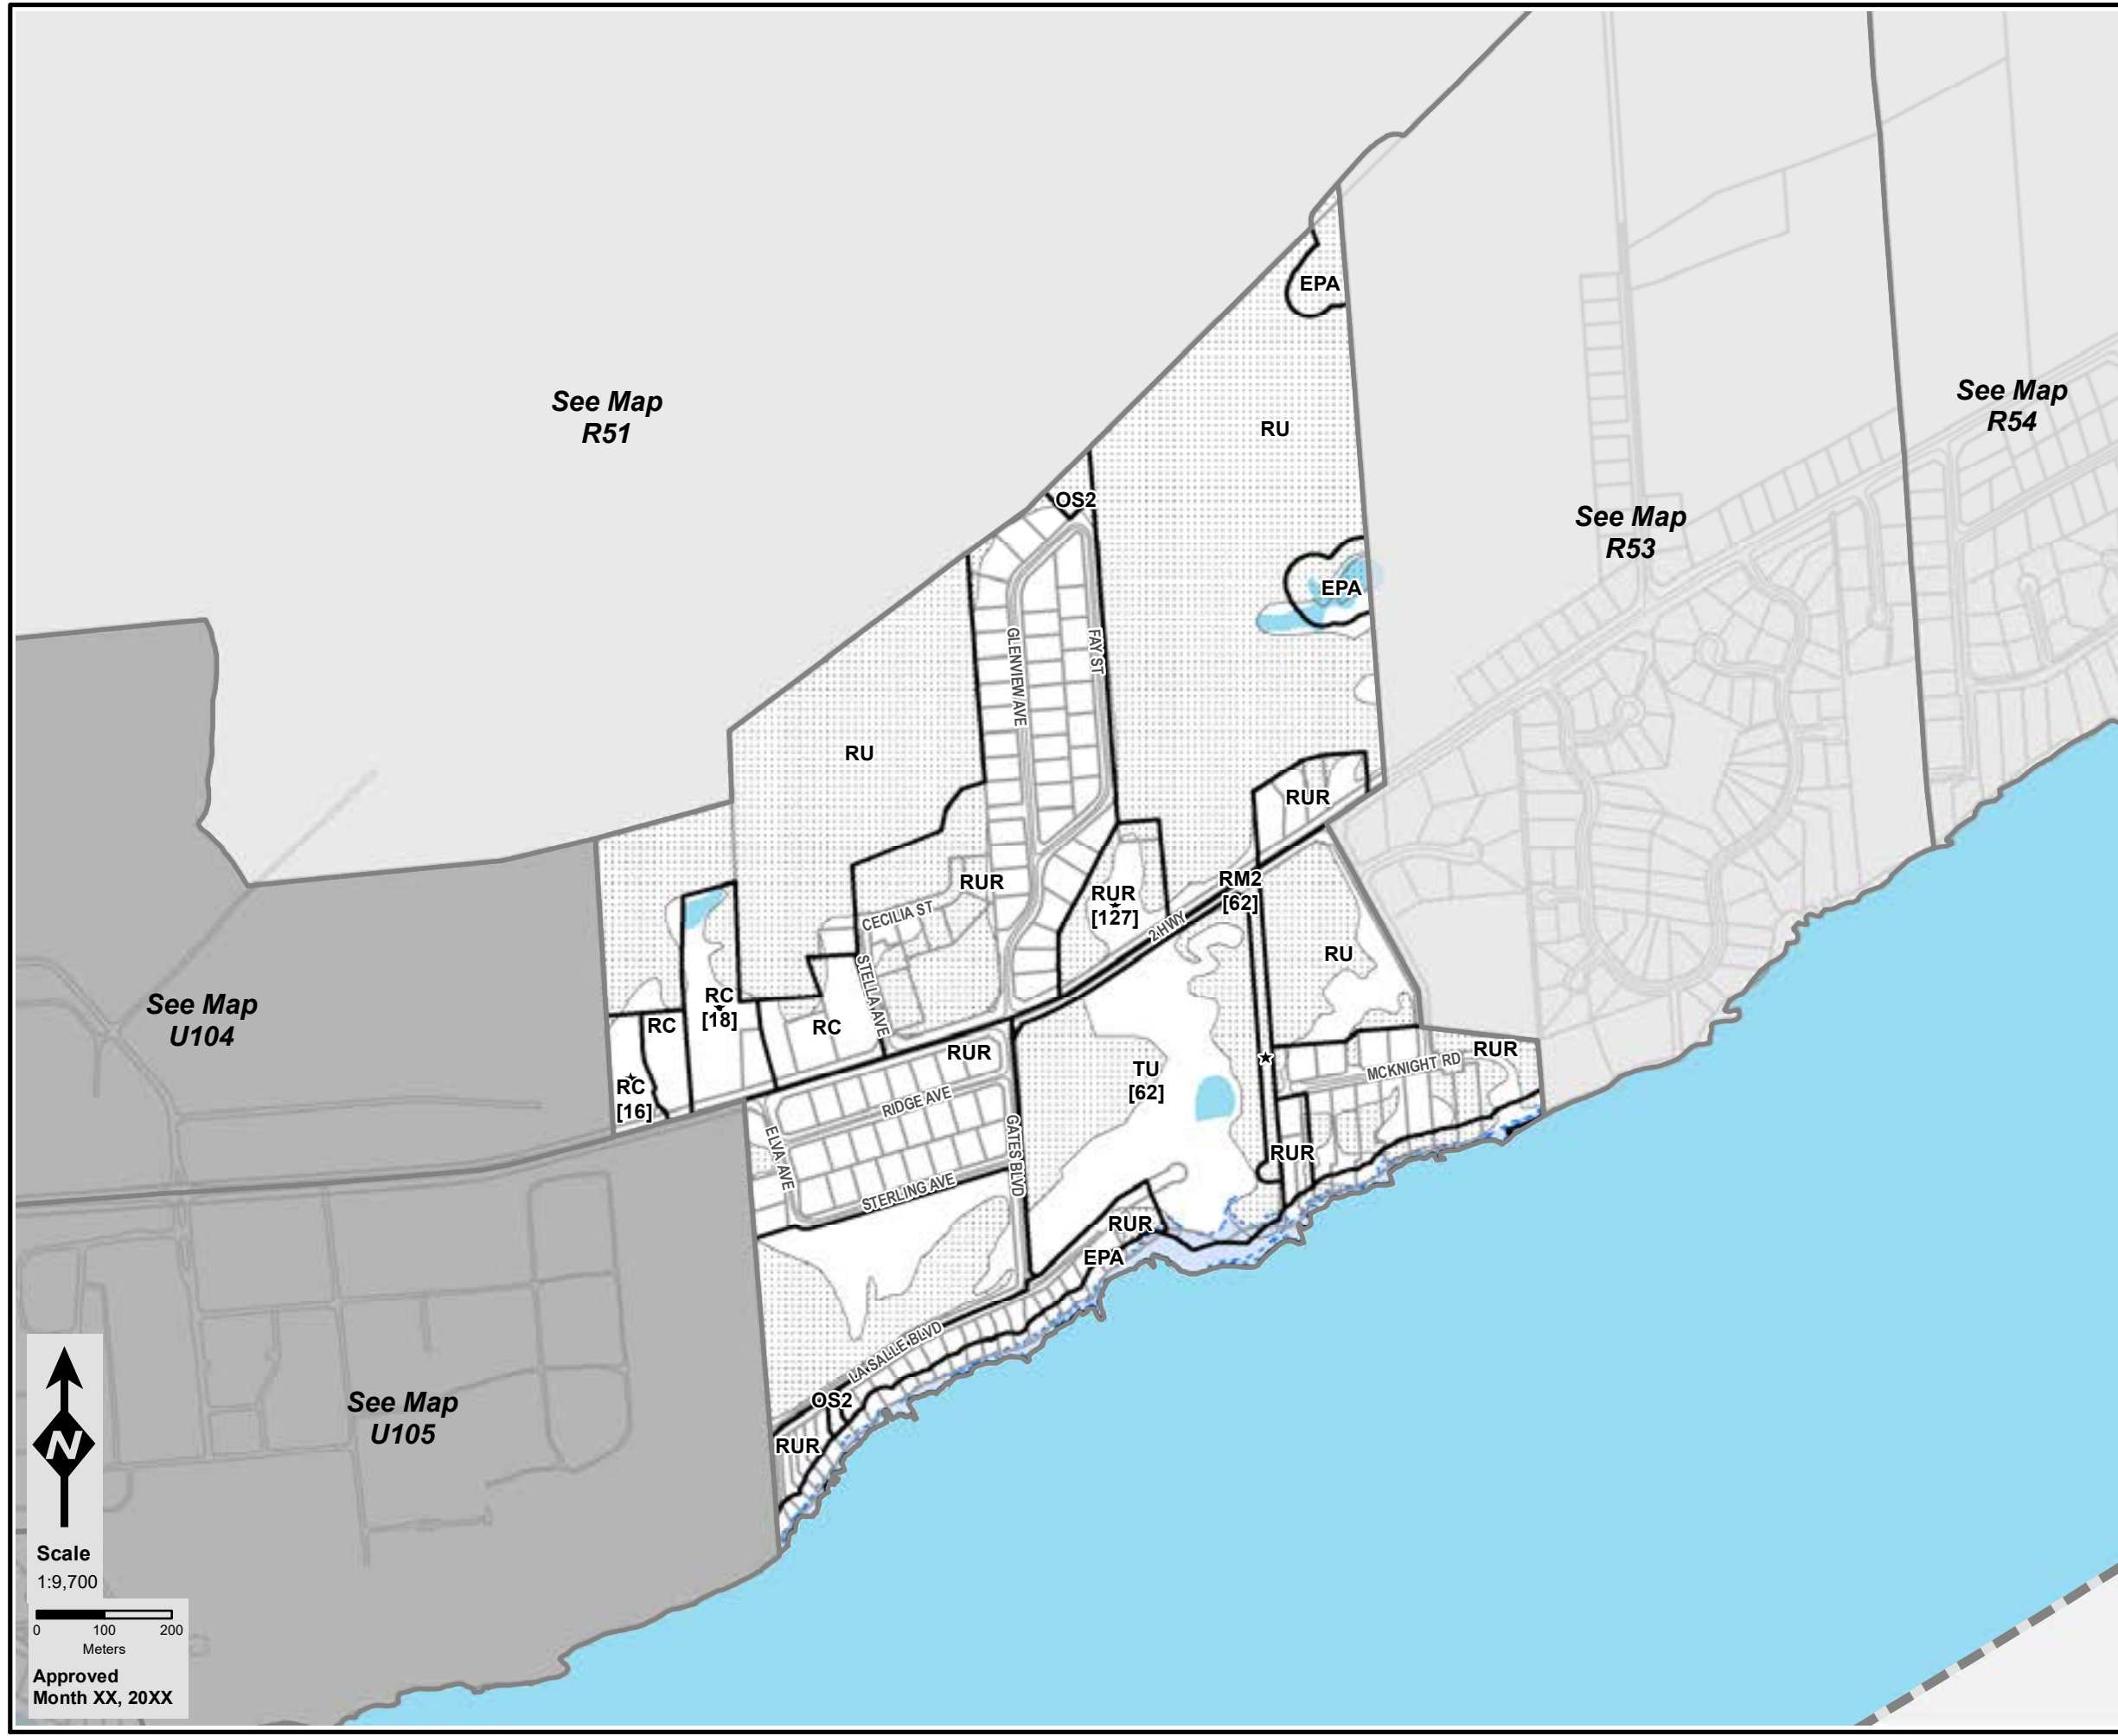 EPA
See Map
R51
See Map
R54
RU
OS2
See Map
R53
EPA
GLENVIEW AVE
FAY ST
RU
RUR
RUR
CECILIA ST
RM2
[62]
RUR
[127]
2 HWY
RU
STELLA AVE
RC
[18]
See Map
U104
RC
RC
RUR
RUR
TU
[62]
MCKNIGHT RD
RC
[16]
RIDGE AVE
ELVA AVE
GATES BLVD
RUR
STERLING AVE
RUR
EPA
LA SALLE BLVD
OS2
See Map
U105
RUR
N
Scale
1:9,700
0 100 200
Meters
Approved
Month XX, 20XX